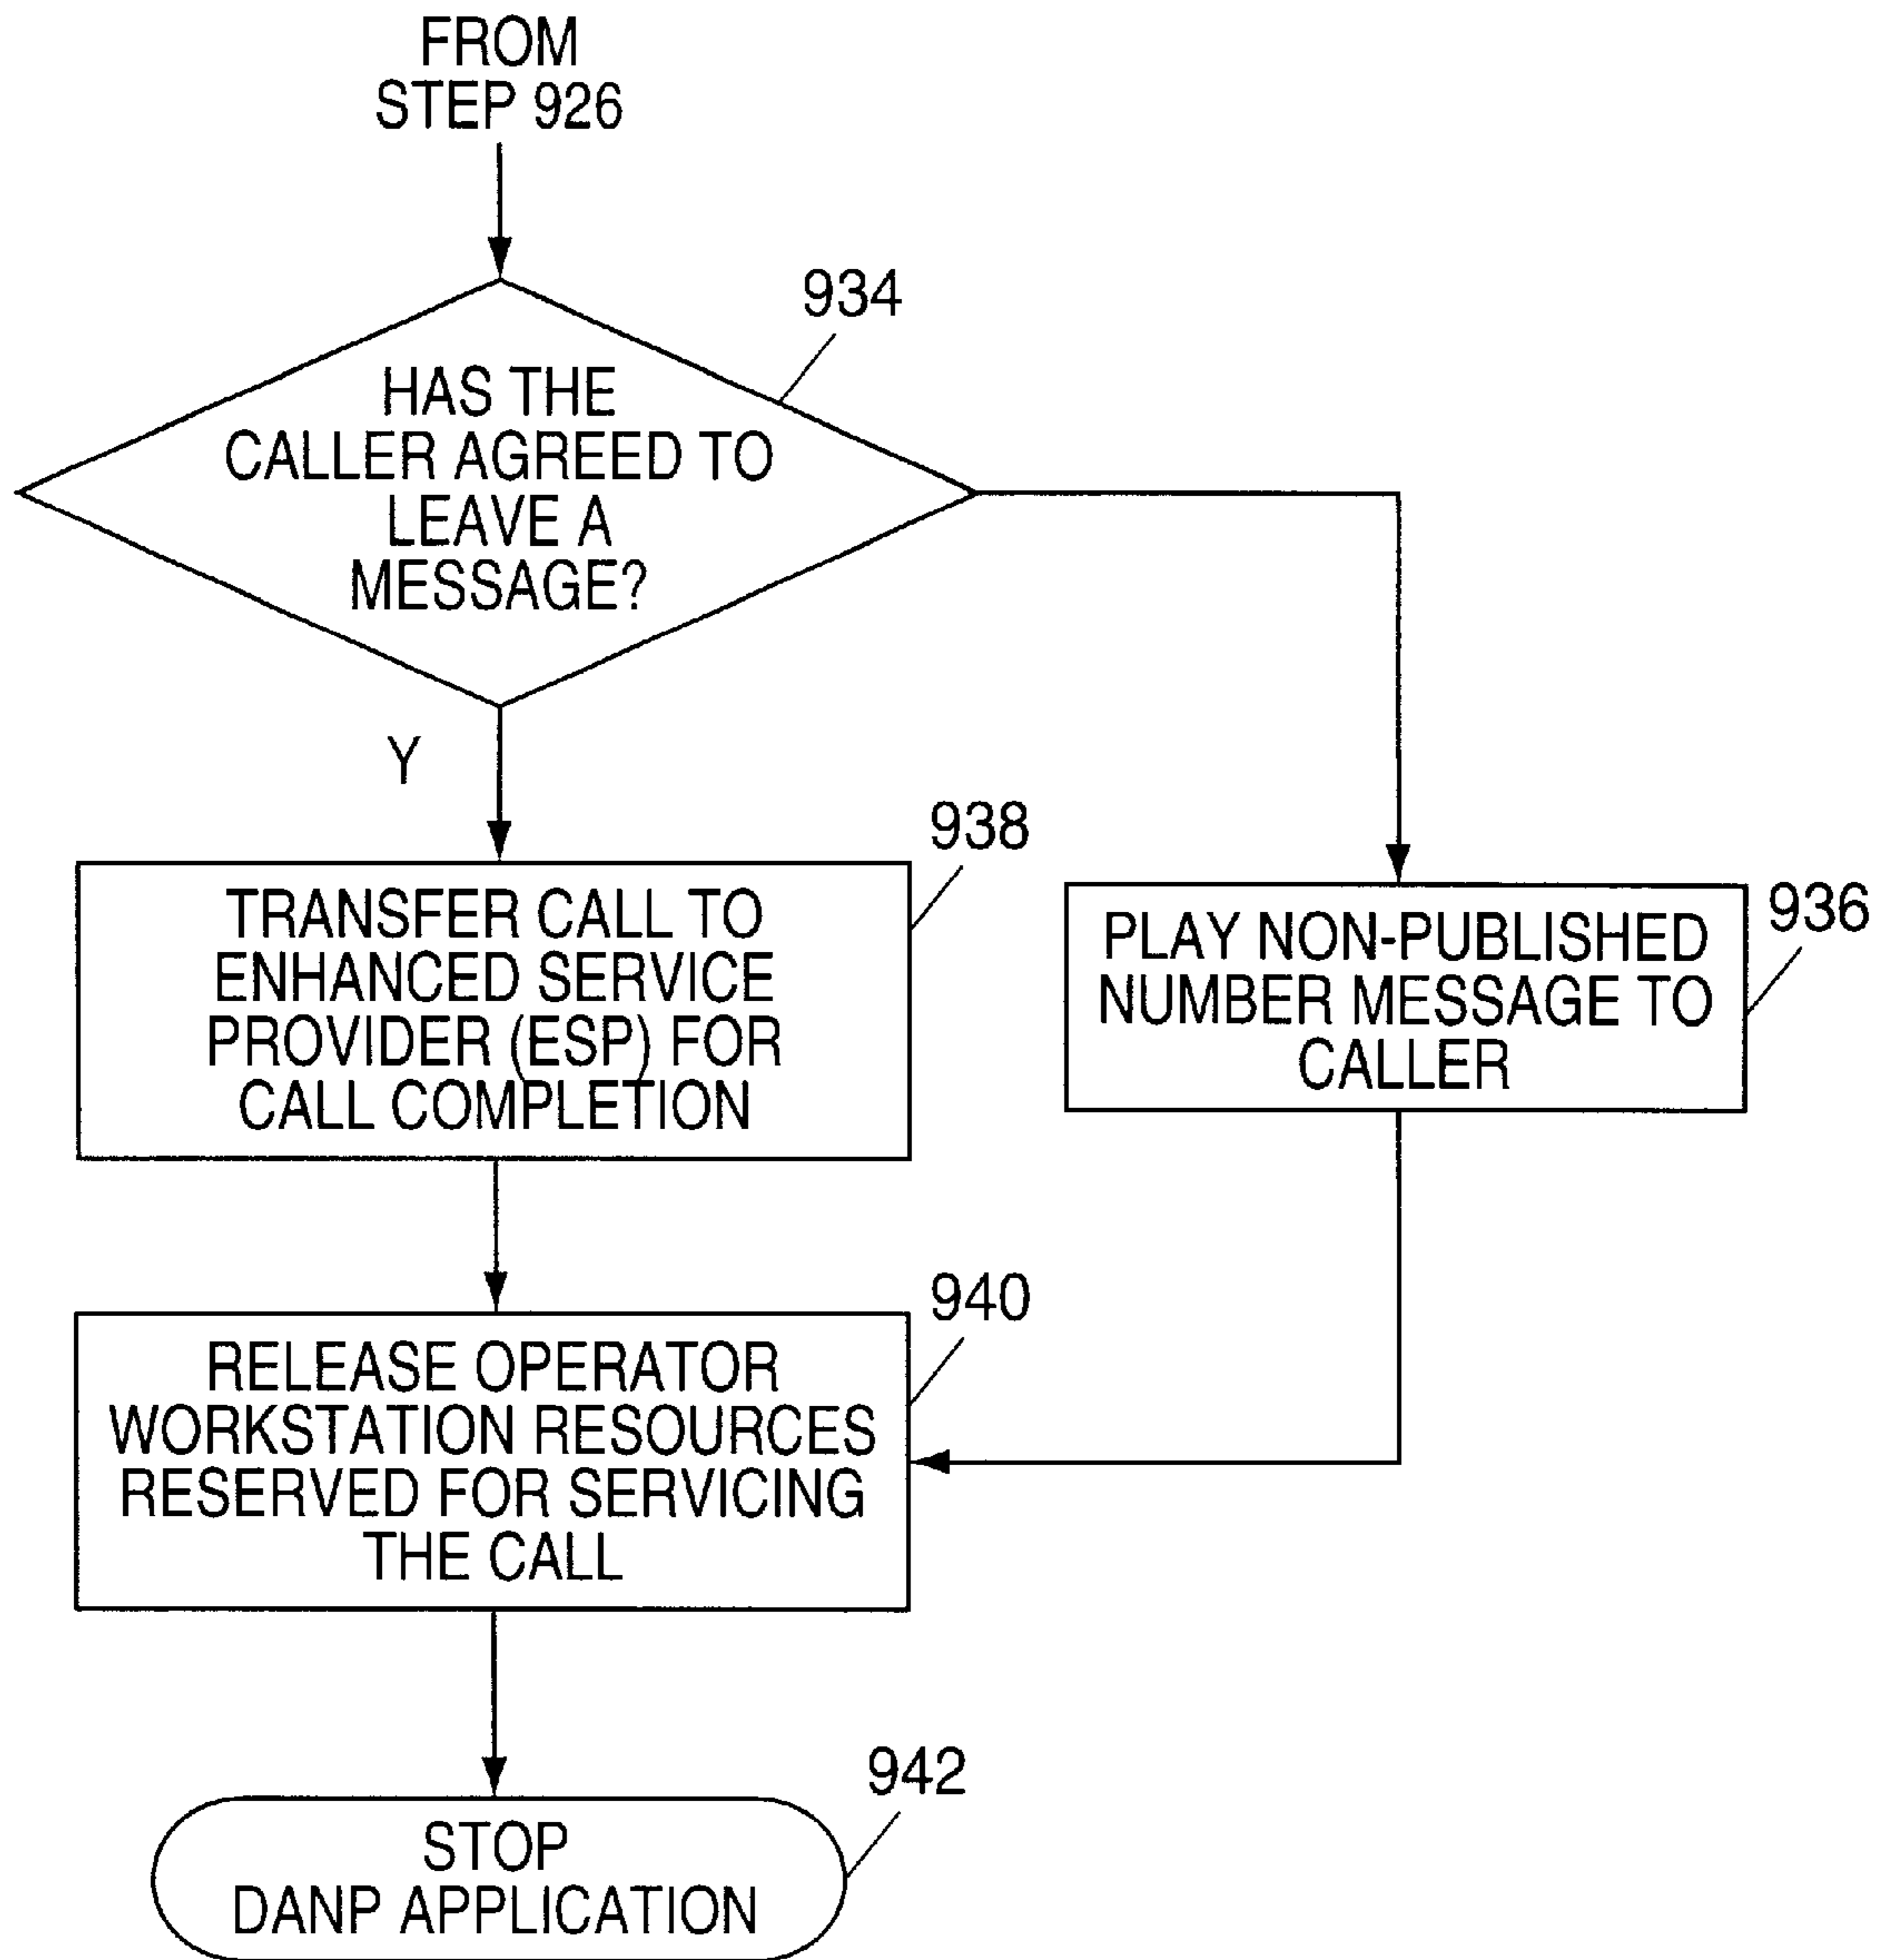 FROM
STEP 926
934
HAS THE
CALLER AGREED TO
LEAVE A
MESSAGE?
Y
938
TRANSFER CALL TO
ENHANCED SERVICE
PROVIDER (ESP) FOR
CALL COMPLETION
936
PLAY NON-PUBLISHED
NUMBER MESSAGE TO
CALLER
940
RELEASE OPERATOR
WORKSTATION RESOURCES
RESERVED FOR SERVICING
THE CALL
942
STOP
DANP APPLICATION